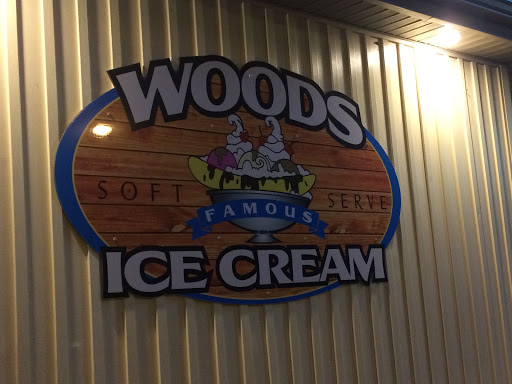 WOODS
SOFT SERVE
FAMOUS
ICE CREAM